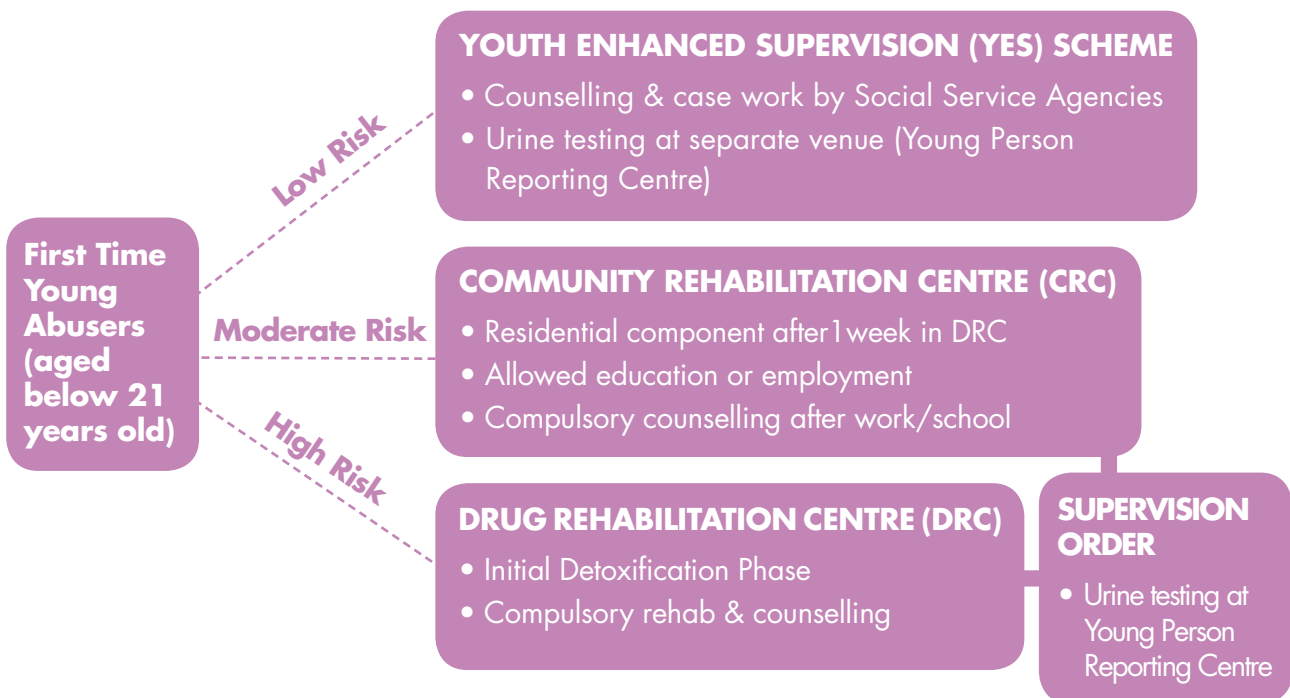 YOUTH ENHANCED SUPERVISION (YES) SCHEME
• Counselling & case work by Social Service Agencies
• Urine testing at separate venue (Young Person
Reporting Centre)
Low Risk
First Time
Young
Abusers
(aged
below 21
years old)
Moderate Risk
COMMUNITY REHABILITATION CENTRE (CRC)
• Residential component after1week in DRC
• Allowed education or employment
• Compulsory counselling after work/school
High Risk
DRUG REHABILITATION CENTRE (DRC)
• Initial Detoxification Phase
• Compulsory rehab & counselling
SUPERVISION
ORDER
• Urine testing at
Young Person
Reporting Centre